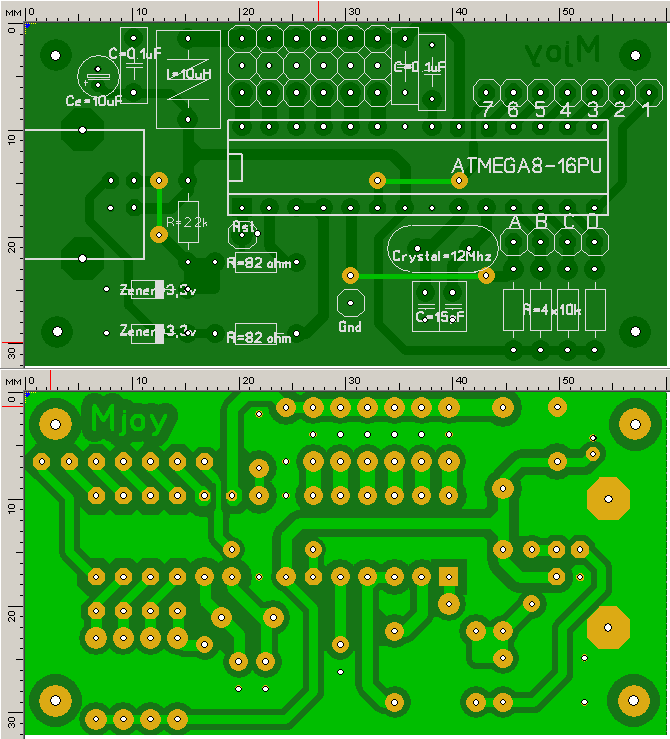 MM 0 10 20 30 40 50
0
10
20
30
Mjoy
C=0.1uF
L=10uH
C=0.1uF
Ce=10uF
+
7 6 5 4 3 2 1
ATMEGA8-16PU
R=22k
Rst
A B C D
Crystal=12Mhz
R=82 ohm
Zener 3,3v
C=15pF
R=4x10k
Gnd
Zener 3,3v
R=82 ohm
MM 0 10 20 30 40 50
0
10
20
30
Mjoy